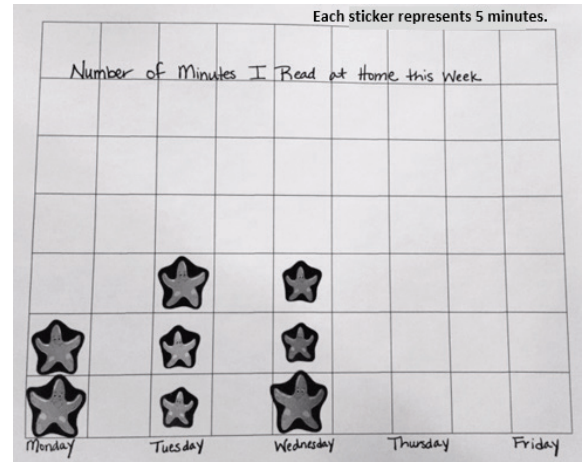 Each sticker represents 5 minutes.
Number of Minutes I Read at Home this Week
Monday Tuesday Wednesday Thursday Friday